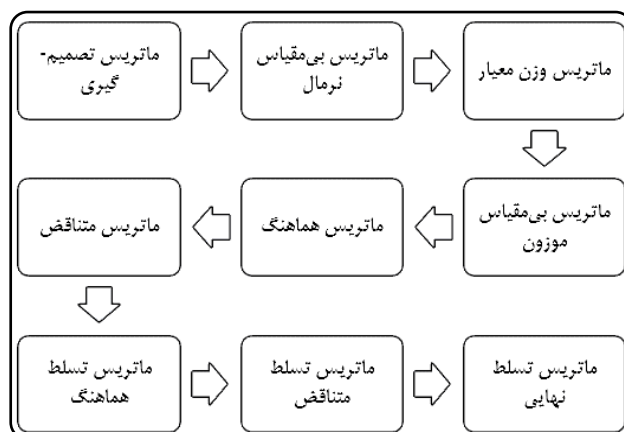 ماتریس تصمیم-
گیری
ماتریس بی‌مقیاس
نرمال
ماتریس وزن معیار
ماتریس بی‌مقیاس
موزون
ماتریس هماهنگ
ماتریس متناقض
ماتریس تسلط
هماهنگ
ماتریس تسلط
متناقض
ماتریس تسلط
نهایی